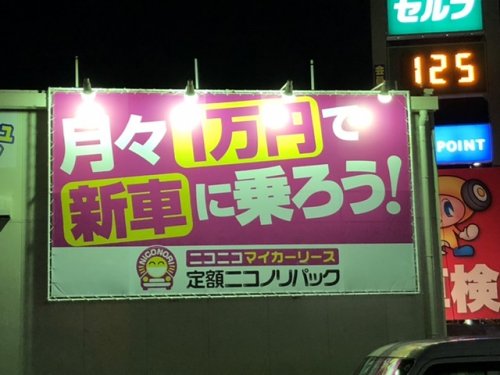 セルフ
125
POINT
月々1万円で
新車に乗ろう!
NICONORI
ニコニコマイカーリース
定額ニコノリパック
検